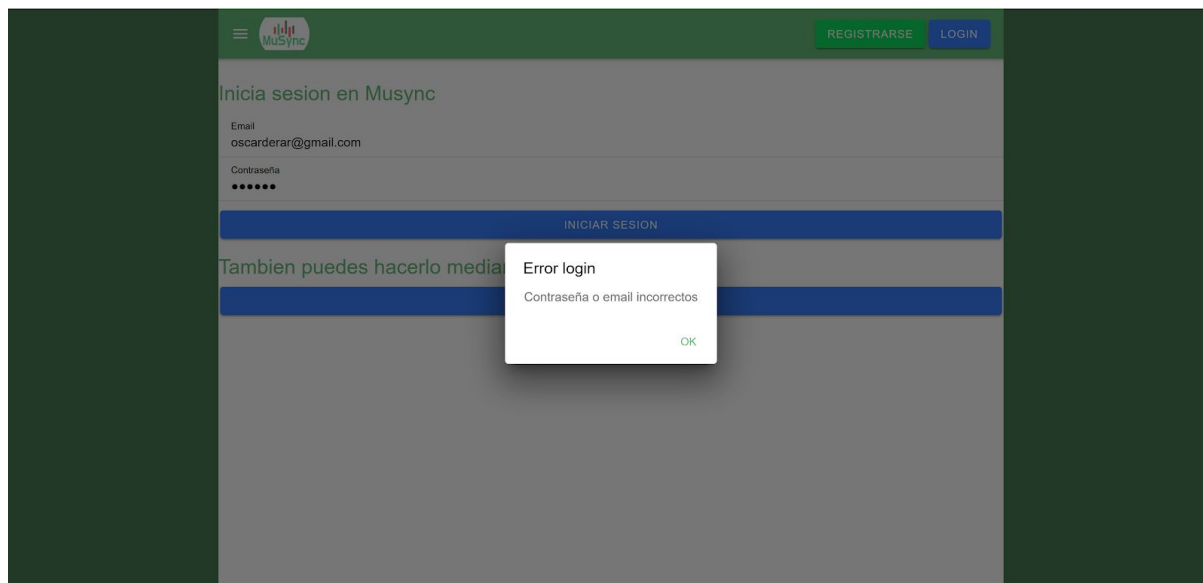 MuSync
REGISTRARSE
LOGIN
Inicia sesion en Musync
Email
oscarderar@gmail.com
Contraseña
••••••
INICIAR SESION
Tambien puedes hacerlo
Error login
Contraseña o email incorrectos
OK